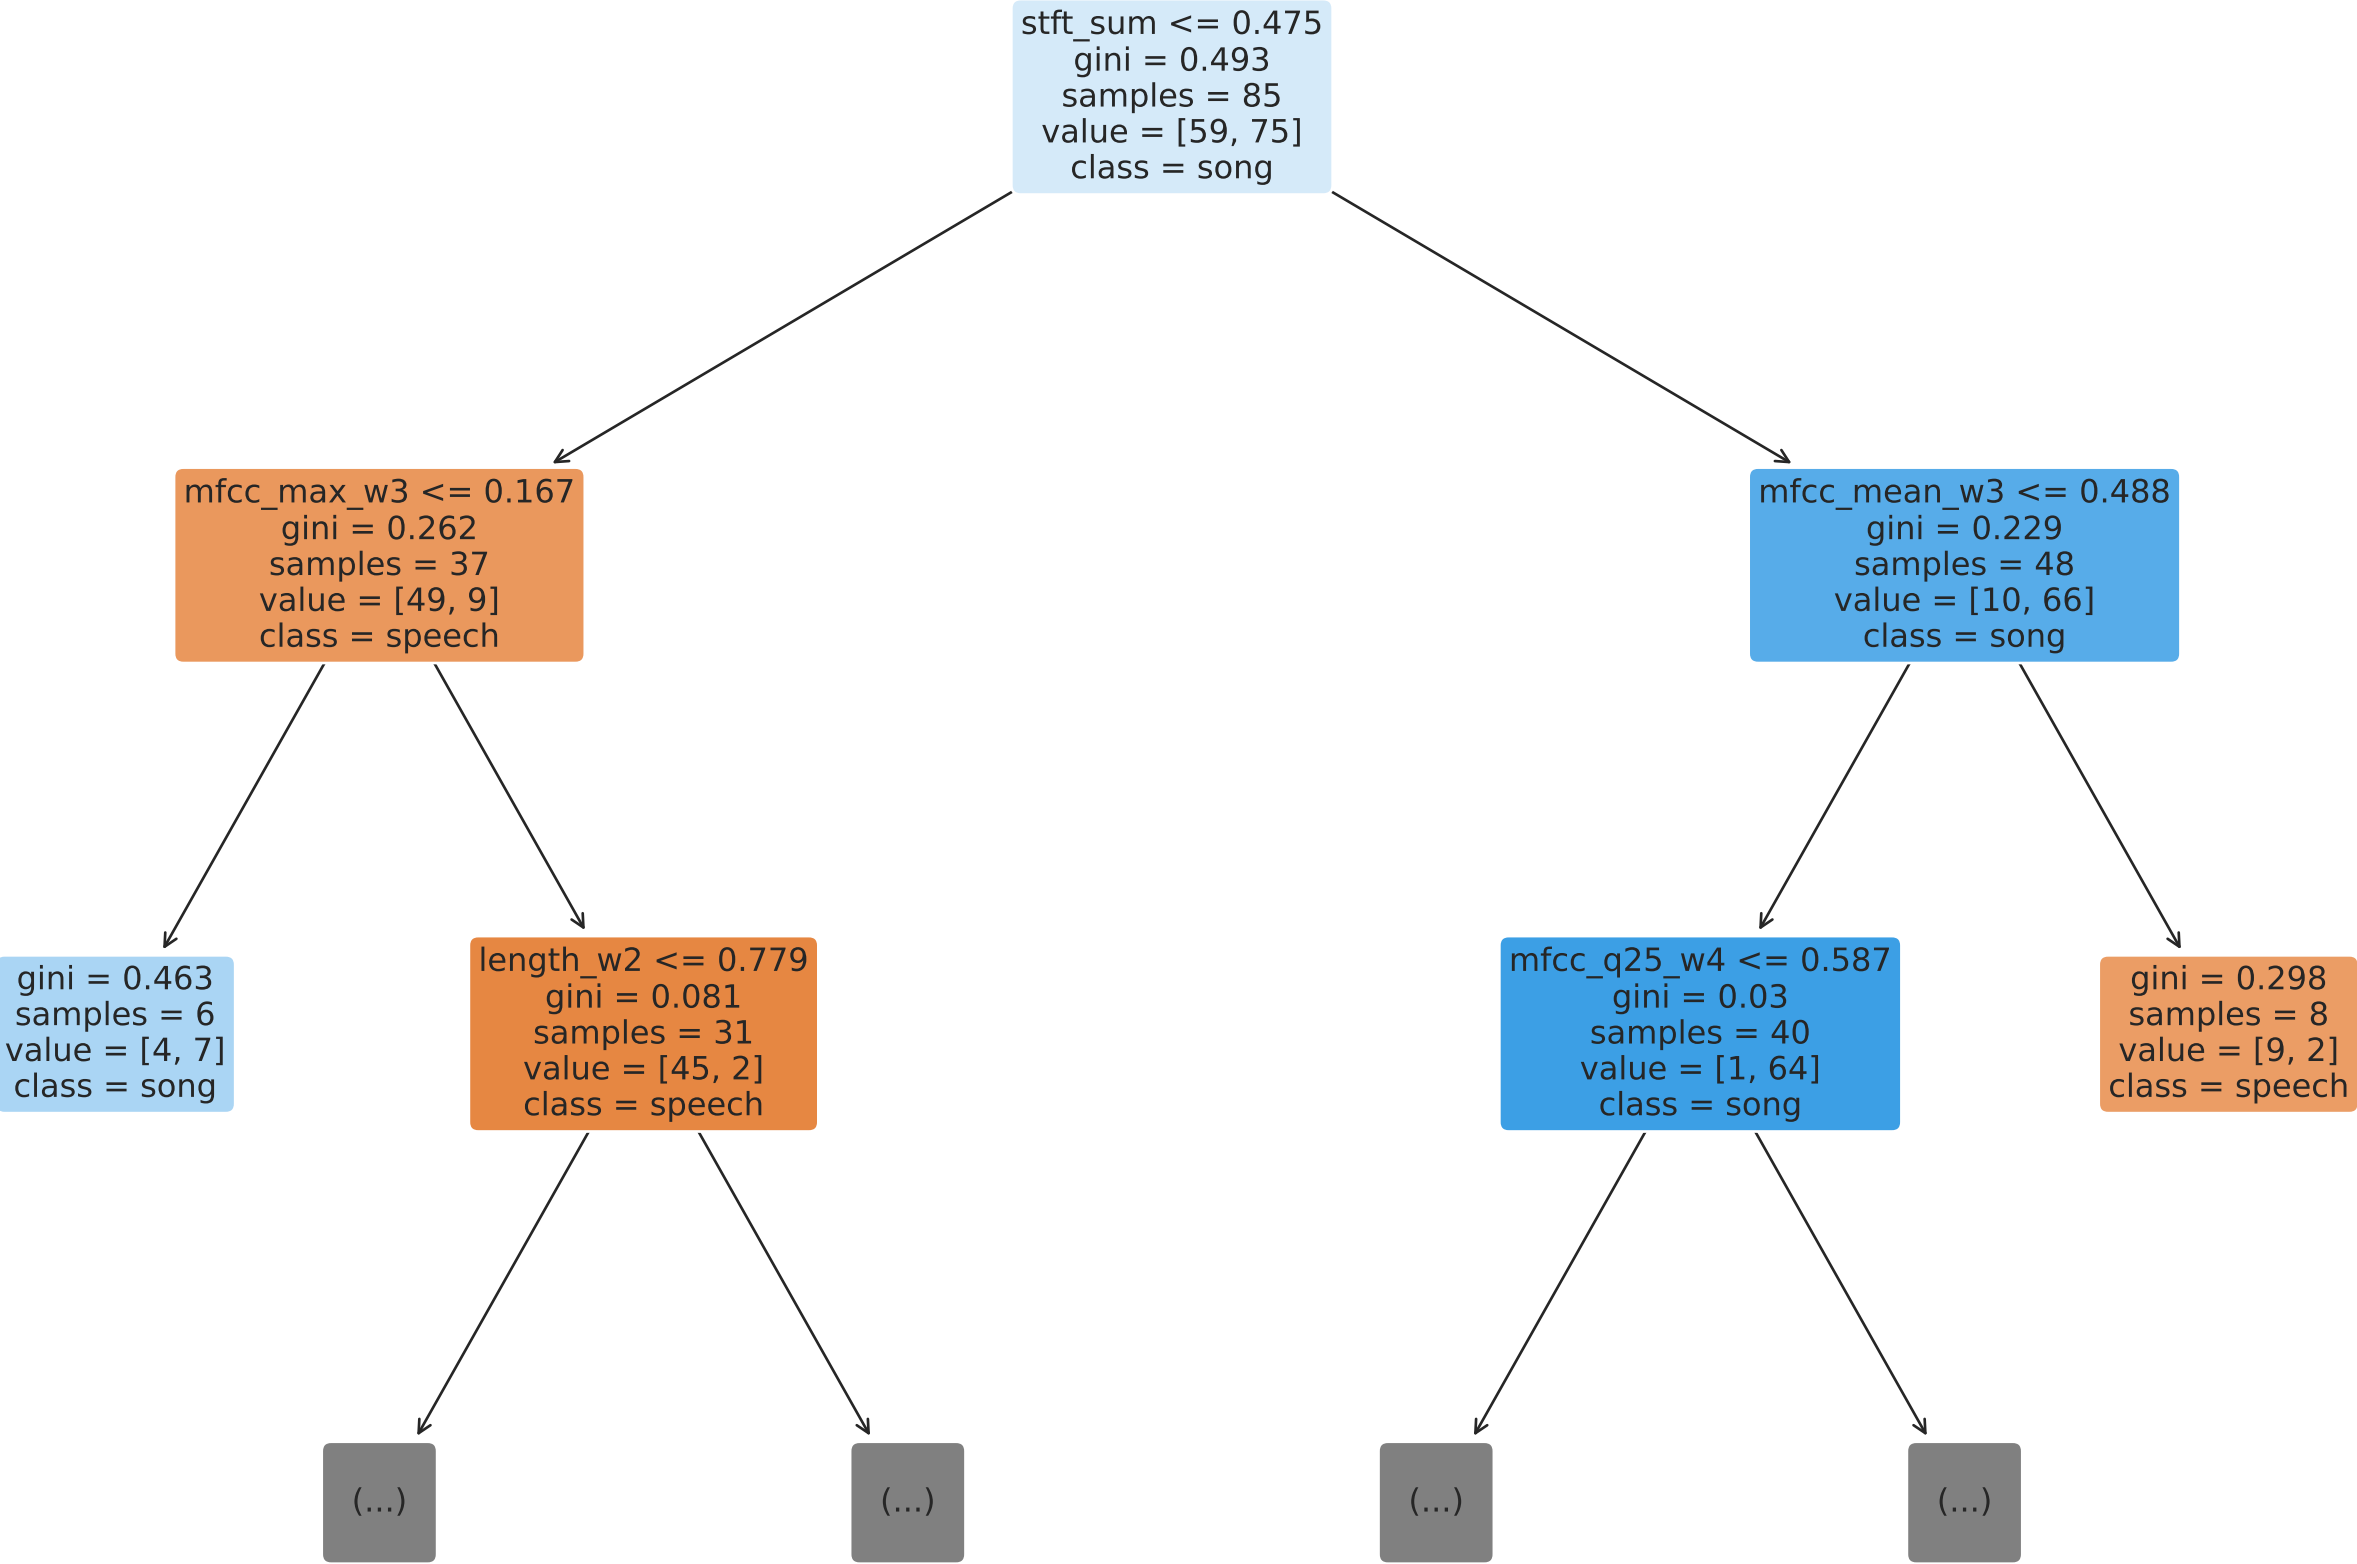 stft_sum <= 0.475
gini = 0.493
samples = 85
value = [59, 75]
class = song
mfcc_max_w3 <= 0.167
gini = 0.262
samples = 37
value = [49, 9]
class = speech
mfcc_mean_w3 <= 0.488
gini = 0.229
samples = 48
value = [10, 66]
class = song
gini = 0.463
samples = 6
value = [4, 7]
class = song
length_w2 <= 0.779
gini = 0.081
samples = 31
value = [45, 2]
class = speech
mfcc_q25_w4 <= 0.587
gini = 0.03
samples = 40
value = [1, 64]
class = song
gini = 0.298
samples = 8
value = [9, 2]
class = speech
(...)
(...)
(...)
(...)